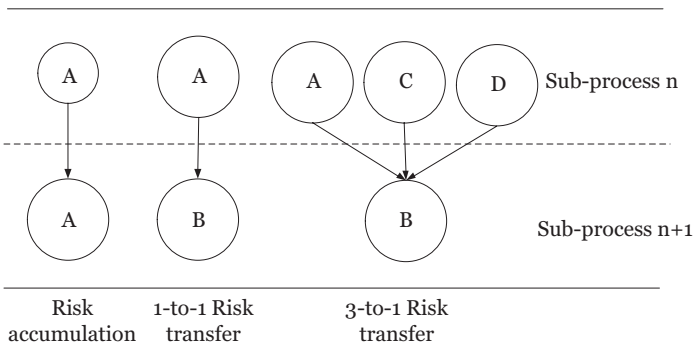 A
A
A
C
D
Sub-process n
A
B
B
Sub-process n+1
Risk
accumulation
1-to-1 Risk
transfer
3-to-1 Risk
transfer